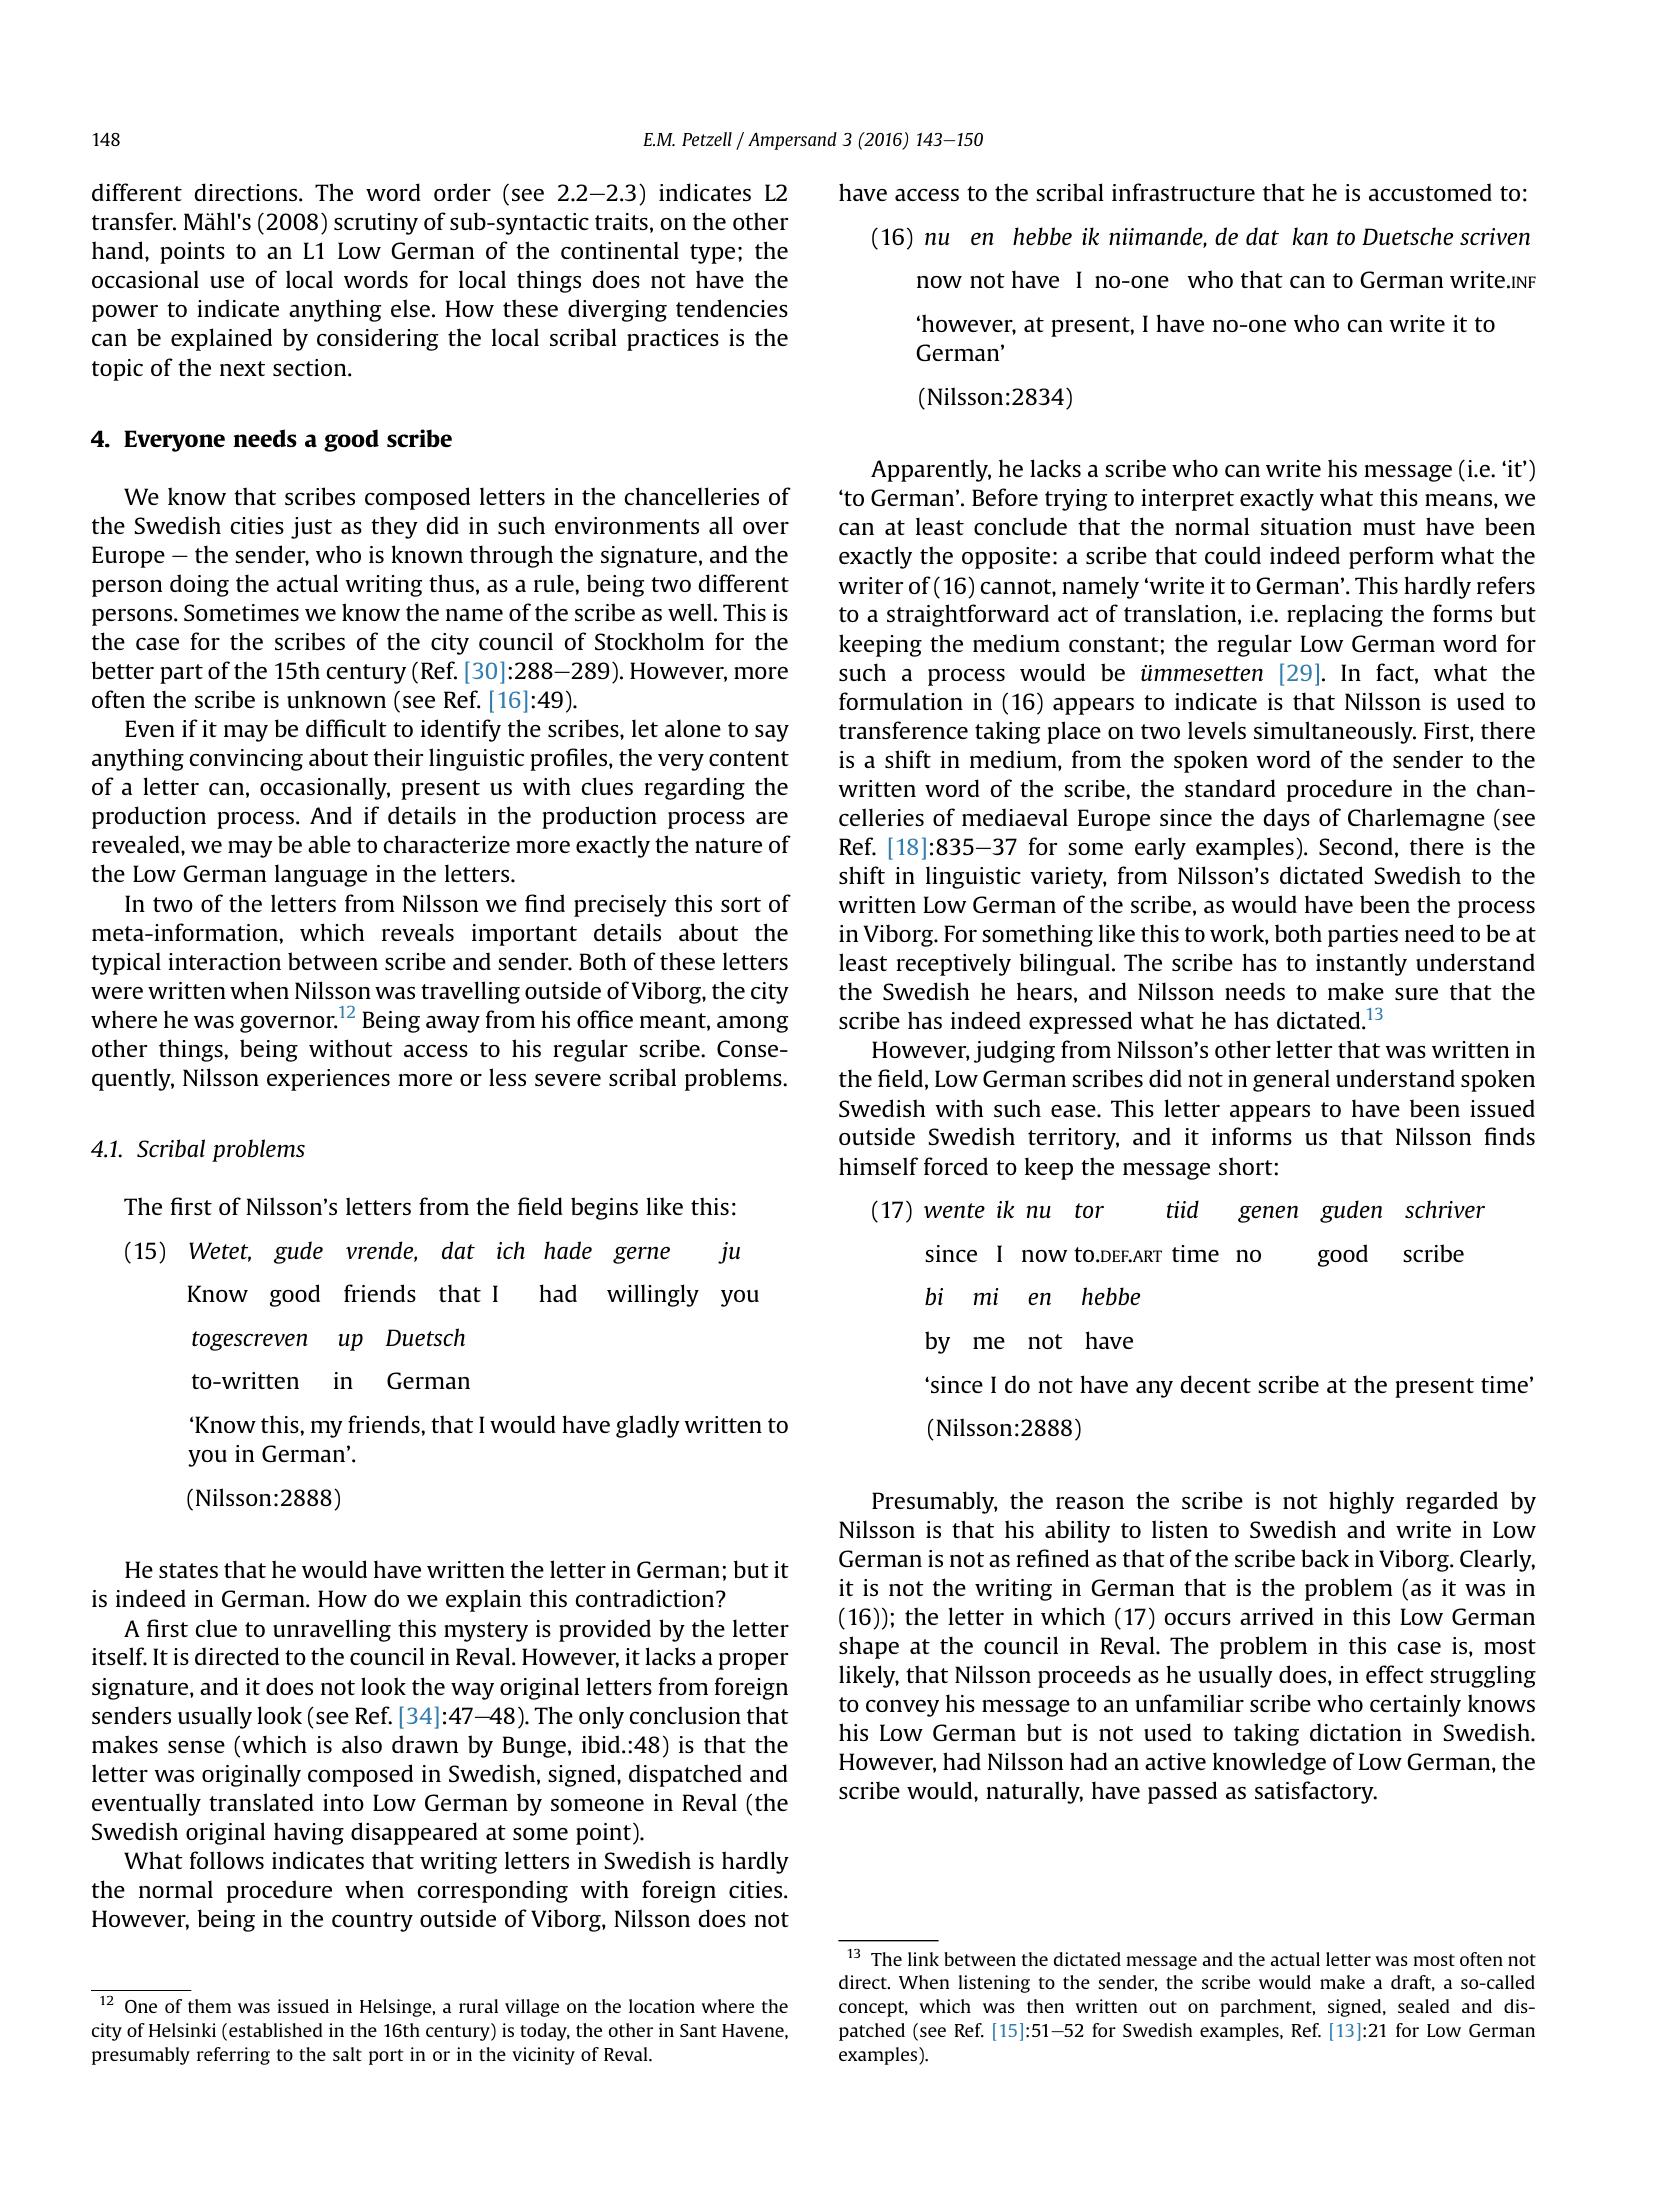 148
E.M. Petzell / Ampersand 3 (2016) 143–150
different directions. The word order (see 2.2–2.3) indicates L2
transfer. Mähl's (2008) scrutiny of sub-syntactic traits, on the other
hand, points to an L1 Low German of the continental type; the
occasional use of local words for local things does not have the
power to indicate anything else. How these diverging tendencies
can be explained by considering the local scribal practices is the
topic of the next section.
4. Everyone needs a good scribe
We know that scribes composed letters in the chancelleries of
the Swedish cities just as they did in such environments all over
Europe – the sender, who is known through the signature, and the
person doing the actual writing thus, as a rule, being two different
persons. Sometimes we know the name of the scribe as well. This is
the case for the scribes of the city council of Stockholm for the
better part of the 15th century (Ref. [30]:288–289). However, more
often the scribe is unknown (see Ref. [16]:49).
Even if it may be difficult to identify the scribes, let alone to say
anything convincing about their linguistic profiles, the very content
of a letter can, occasionally, present us with clues regarding the
production process. And if details in the production process are
revealed, we may be able to characterize more exactly the nature of
the Low German language in the letters.
In two of the letters from Nilsson we find precisely this sort of
meta-information, which reveals important details about the
typical interaction between scribe and sender. Both of these letters
were written when Nilsson was travelling outside of Viborg, the city
where he was governor.12 Being away from his office meant, among
other things, being without access to his regular scribe. Conse-
quently, Nilsson experiences more or less severe scribal problems.
4.1. Scribal problems
The first of Nilsson's letters from the field begins like this:
(15) Wetet, gude vrende, dat ich hade gerne ju
Know good friends that I had willingly you
togescreven up Duetsch
to-written in German
'Know this, my friends, that I would have gladly written to
you in German'.
(Nilsson:2888)
He states that he would have written the letter in German; but it
is indeed in German. How do we explain this contradiction?
A first clue to unravelling this mystery is provided by the letter
itself. It is directed to the council in Reval. However, it lacks a proper
signature, and it does not look the way original letters from foreign
senders usually look (see Ref. [34]:47–48). The only conclusion that
makes sense (which is also drawn by Bunge, ibid.:48) is that the
letter was originally composed in Swedish, signed, dispatched and
eventually translated into Low German by someone in Reval (the
Swedish original having disappeared at some point).
What follows indicates that writing letters in Swedish is hardly
the normal procedure when corresponding with foreign cities.
However, being in the country outside of Viborg, Nilsson does not
12 One of them was issued in Helsinge, a rural village on the location where the
city of Helsinki (established in the 16th century) is today, the other in Sant Havene,
presumably referring to the salt port in or in the vicinity of Reval.
have access to the scribal infrastructure that he is accustomed to:
(16) nu en hebbe ik niimande, de dat kan to Duetsche scriven
now not have I no-one who that can to German write.INF
'however, at present, I have no-one who can write it to
German'
(Nilsson:2834)
Apparently, he lacks a scribe who can write his message (i.e. 'it')
'to German'. Before trying to interpret exactly what this means, we
can at least conclude that the normal situation must have been
exactly the opposite: a scribe that could indeed perform what the
writer of (16) cannot, namely 'write it to German'. This hardly refers
to a straightforward act of translation, i.e. replacing the forms but
keeping the medium constant; the regular Low German word for
such a process would be ümmesetten [29]. In fact, what the
formulation in (16) appears to indicate is that Nilsson is used to
transference taking place on two levels simultaneously. First, there
is a shift in medium, from the spoken word of the sender to the
written word of the scribe, the standard procedure in the chan-
celleries of mediaeval Europe since the days of Charlemagne (see
Ref. [18]:835–37 for some early examples). Second, there is the
shift in linguistic variety, from Nilsson's dictated Swedish to the
written Low German of the scribe, as would have been the process
in Viborg. For something like this to work, both parties need to be at
least receptively bilingual. The scribe has to instantly understand
the Swedish he hears, and Nilsson needs to make sure that the
scribe has indeed expressed what he has dictated.13
However, judging from Nilsson's other letter that was written in
the field, Low German scribes did not in general understand spoken
Swedish with such ease. This letter appears to have been issued
outside Swedish territory, and it informs us that Nilsson finds
himself forced to keep the message short:
(17) wente ik nu tor tiid genen guden schriver
since I now to.DEF.ART time no good scribe
bi mi en hebbe
by me not have
'since I do not have any decent scribe at the present time'
(Nilsson:2888)
Presumably, the reason the scribe is not highly regarded by
Nilsson is that his ability to listen to Swedish and write in Low
German is not as refined as that of the scribe back in Viborg. Clearly,
it is not the writing in German that is the problem (as it was in
(16)); the letter in which (17) occurs arrived in this Low German
shape at the council in Reval. The problem in this case is, most
likely, that Nilsson proceeds as he usually does, in effect struggling
to convey his message to an unfamiliar scribe who certainly knows
his Low German but is not used to taking dictation in Swedish.
However, had Nilsson had an active knowledge of Low German, the
scribe would, naturally, have passed as satisfactory.
13 The link between the dictated message and the actual letter was most often not
direct. When listening to the sender, the scribe would make a draft, a so-called
concept, which was then written out on parchment, signed, sealed and dis-
patched (see Ref. [15]:51–52 for Swedish examples, Ref. [13]:21 for Low German
examples).